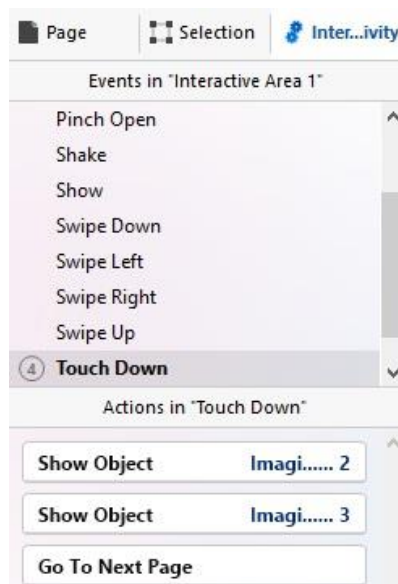 Page Selection Inter...ivity
Events in "Interactive Area 1"
Pinch Open
Shake
Show
Swipe Down
Swipe Left
Swipe Right
Swipe Up
4 Touch Down
Actions in "Touch Down"
Show Object Imagi...... 2
Show Object Imagi...... 3
Go To Next Page